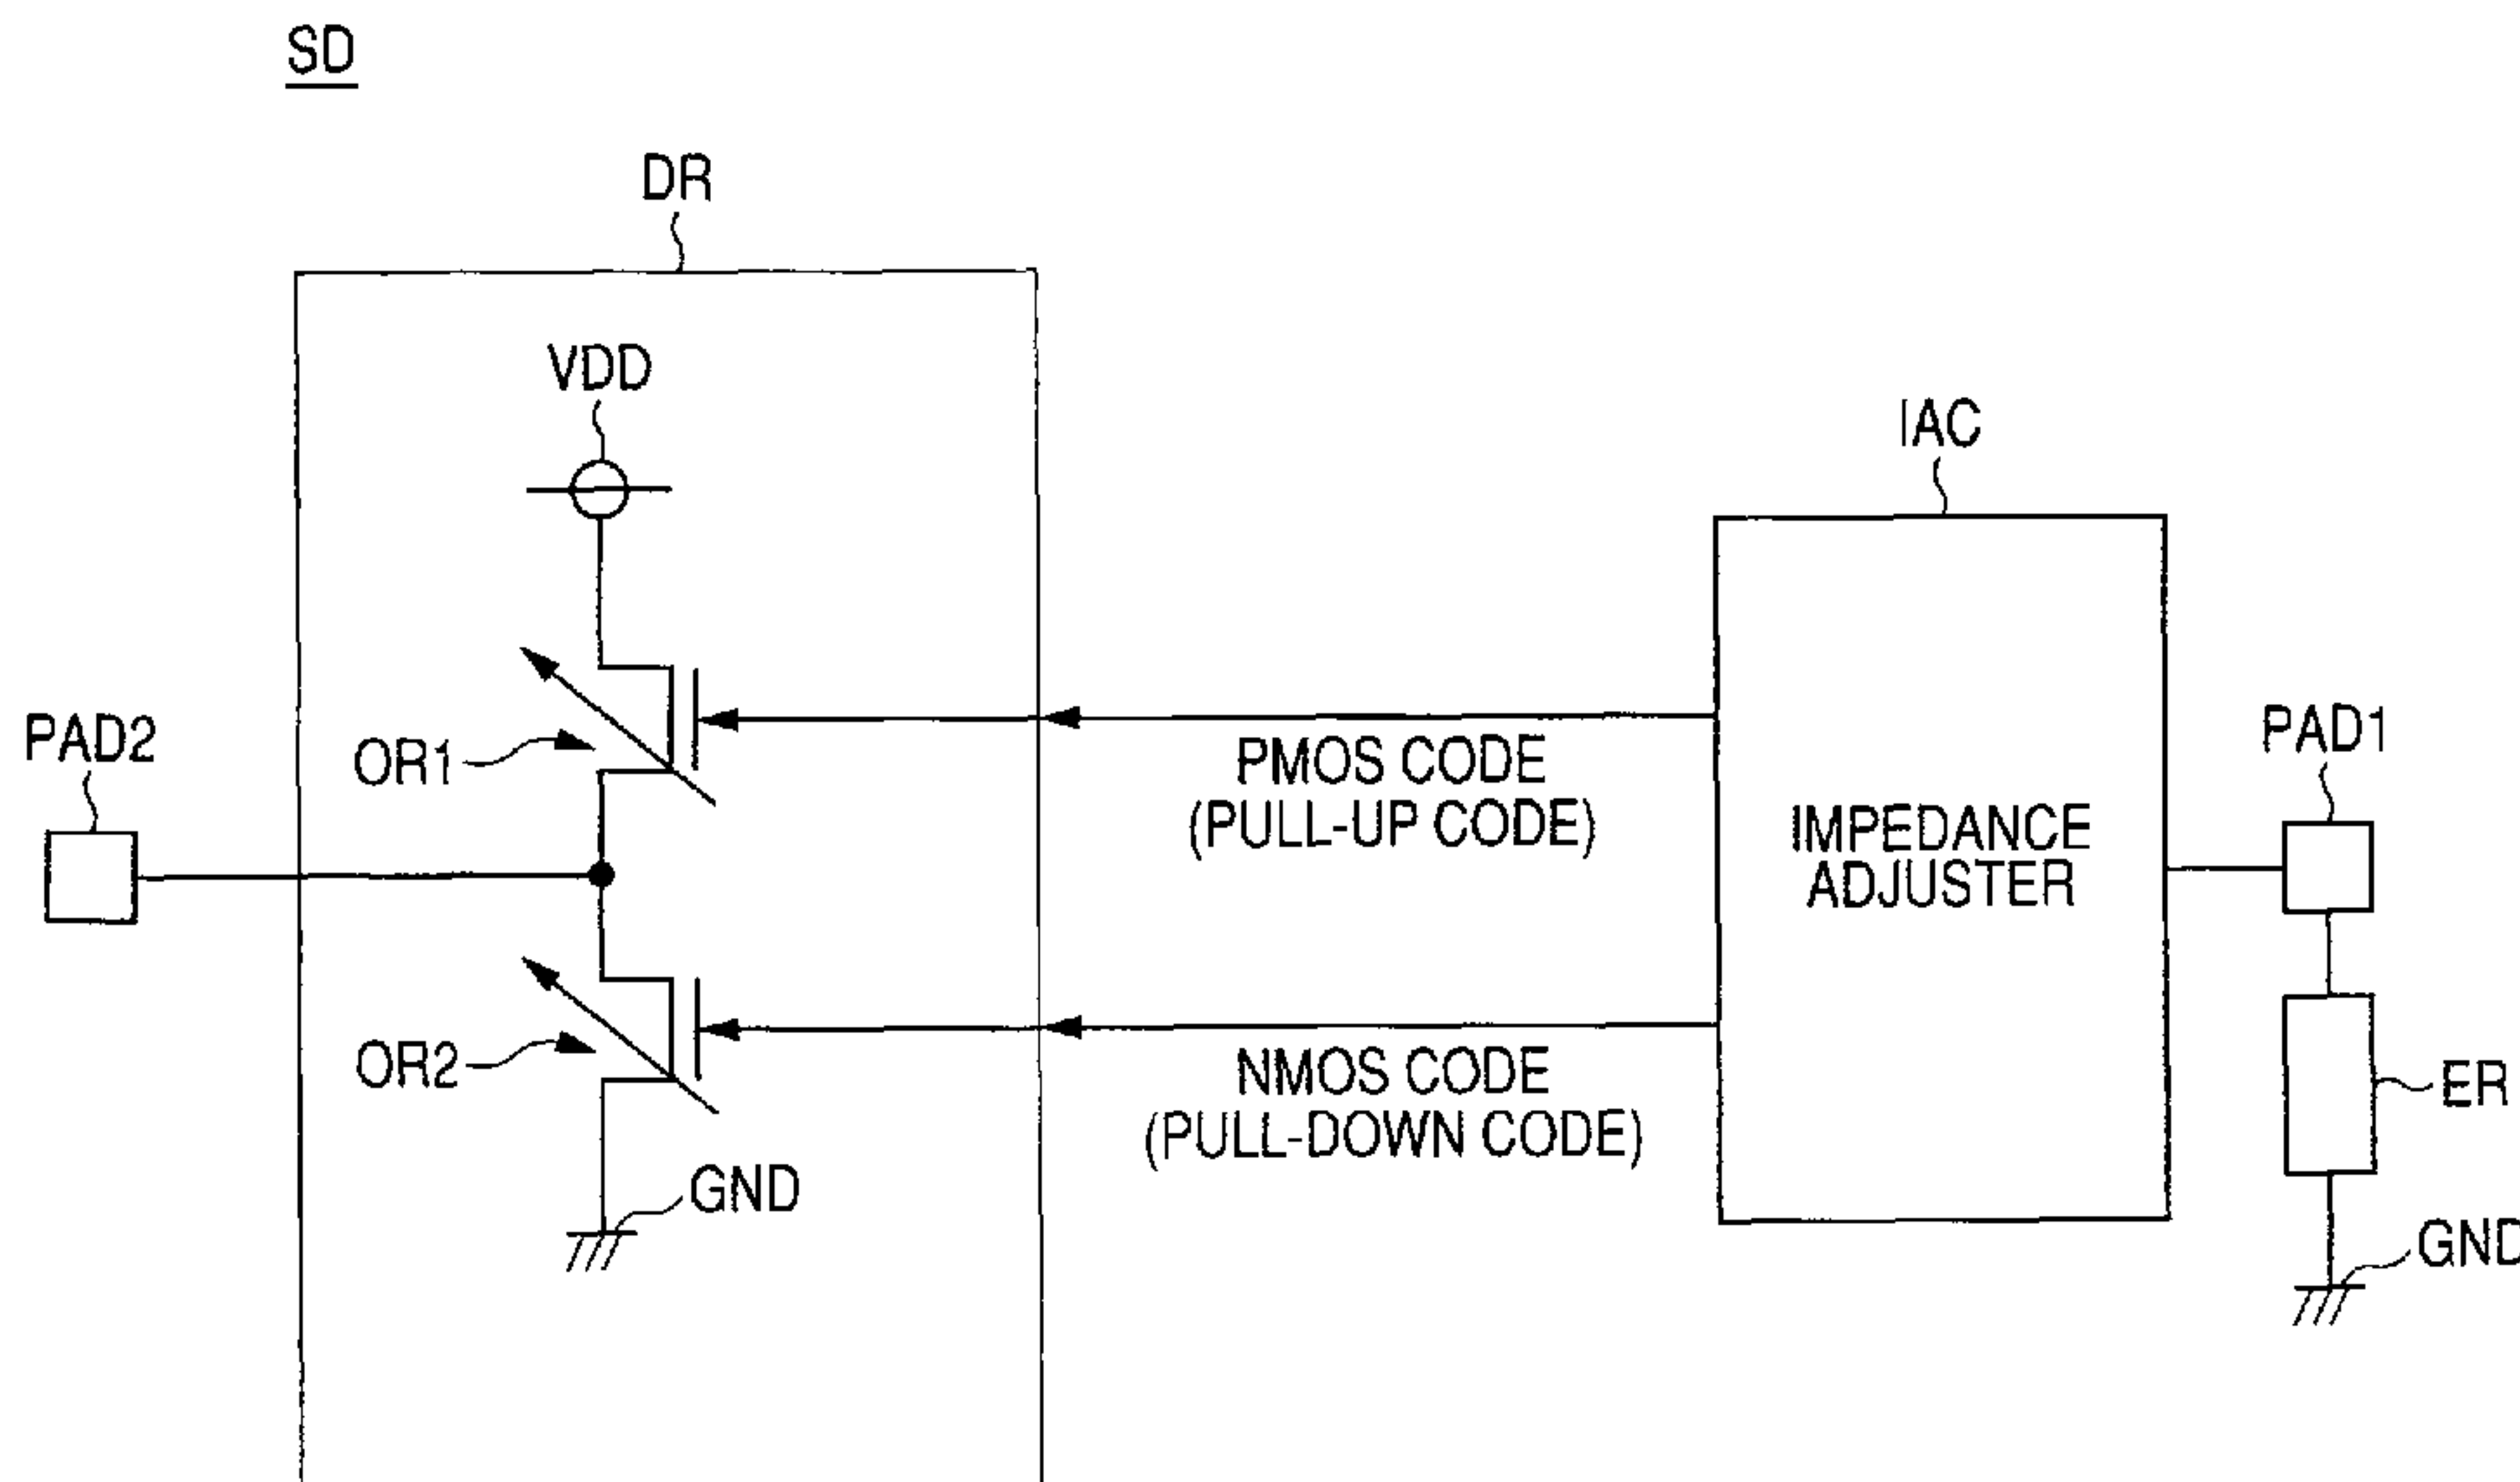 SD
DR
VDD
IAC
PAD2
OR1
PMOS CODE
(PULL-UP CODE)
IMPEDANCE
ADJUSTER
PAD1
OR2
NMOS CODE
(PULL-DOWN CODE)
ER
GND
GND